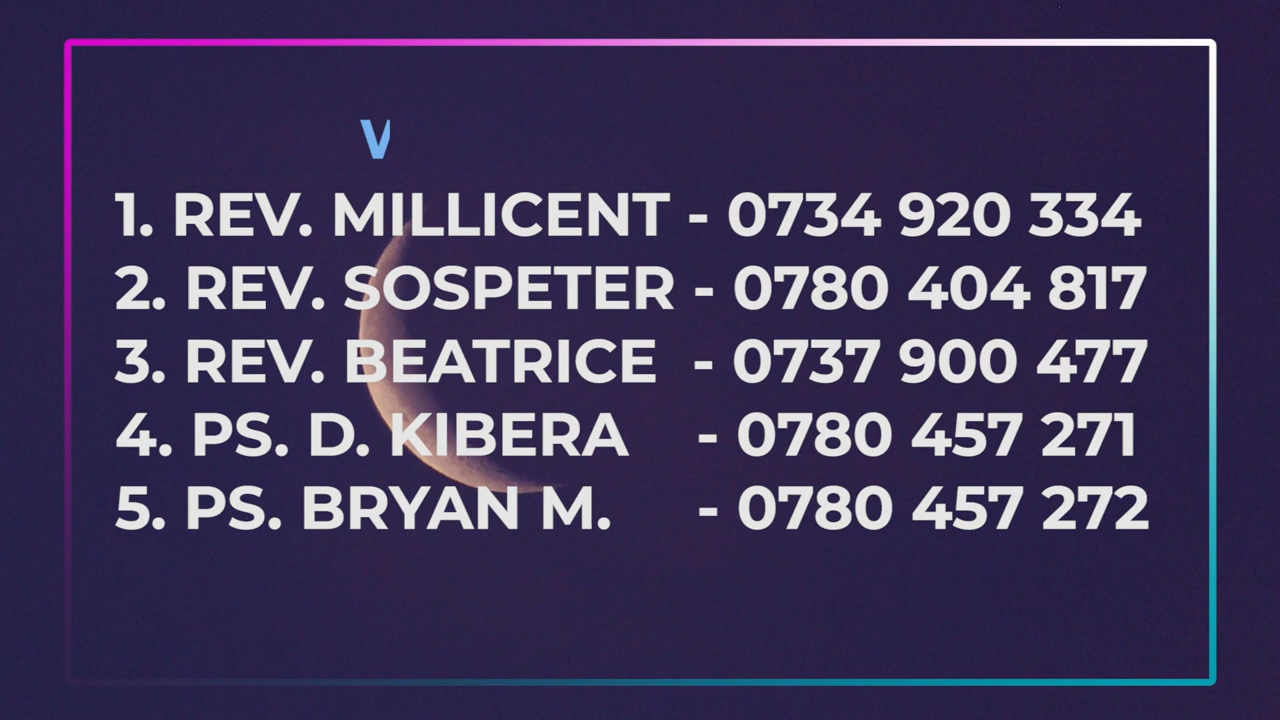 1. REV. MILLICENT - 0734 920 334
2. REV. SOSPETER - 0780 404 817
3. REV. BEATRICE - 0737 900 477
4. PS. D. KIBERA - 0780 457 271
5. PS. BRYAN M. - 0780 457 272